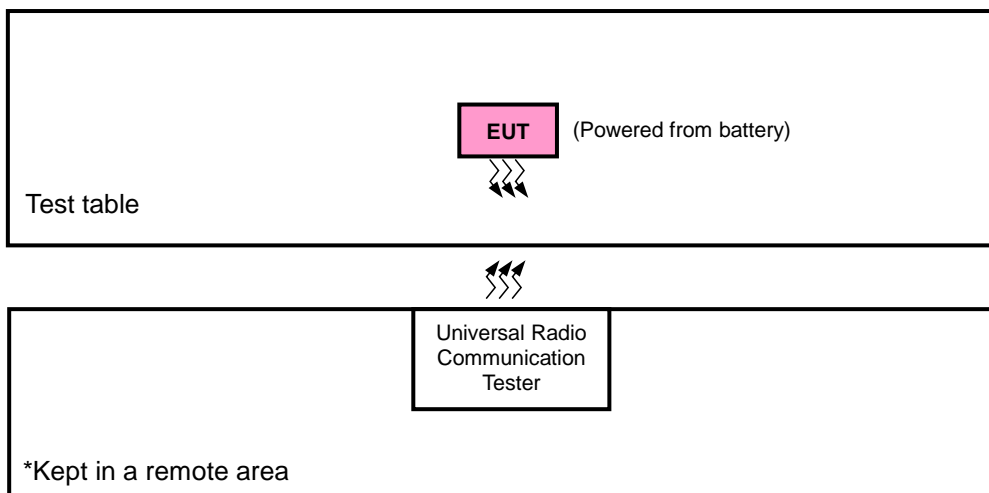 EUT
(Powered from battery)
Test table
Universal Radio
Communication
Tester
*Kept in a remote area